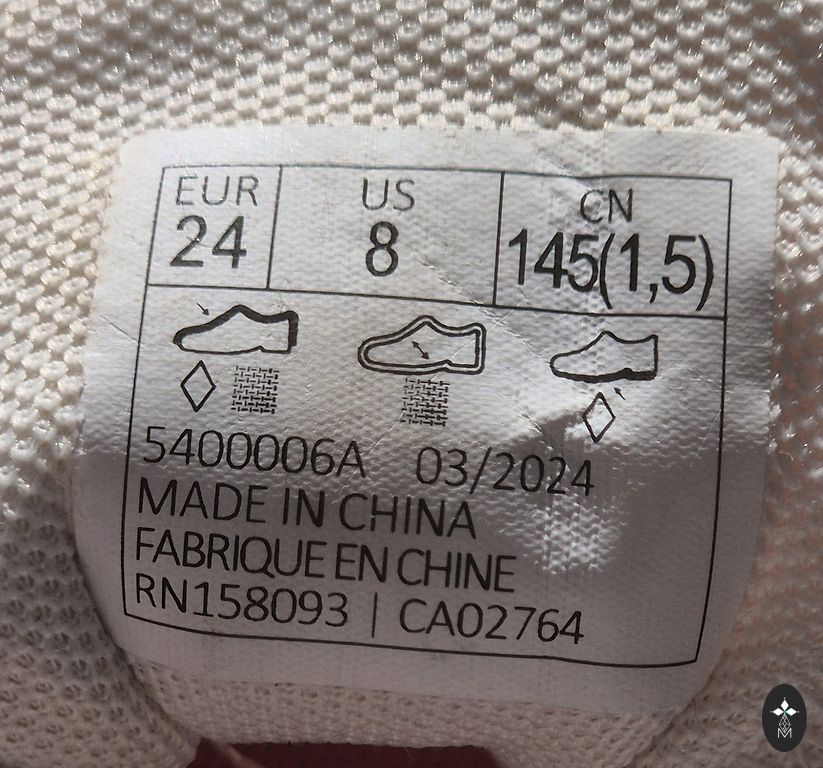 EUR US CN
24 8 145(1,5)
5400006A 03/2024
MADE IN CHINA
FABRIQUE EN CHINE
RN158093 | CA02764
M